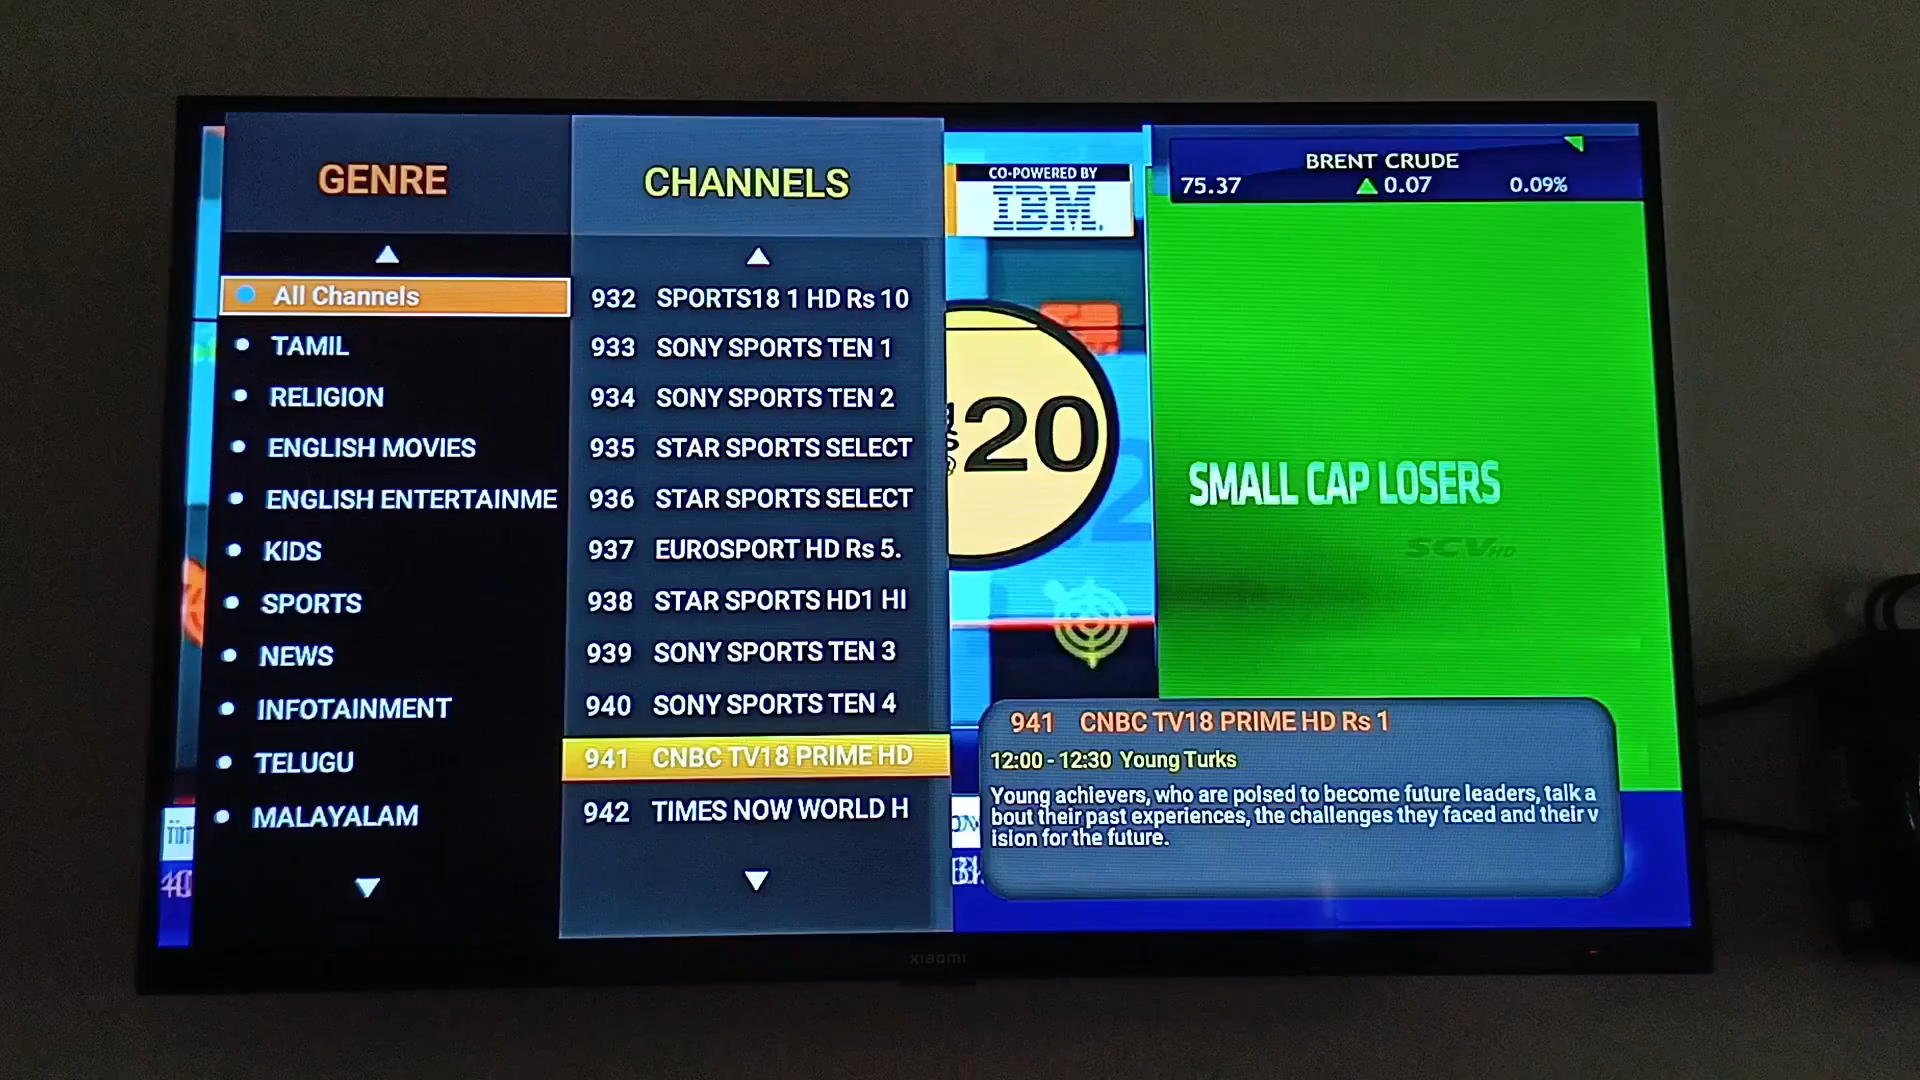 GENRE
All Channels
TAMIL
RELIGION
ENGLISH MOVIES
ENGLISH ENTERTAINME
KIDS
SPORTS
NEWS
INFOTAINMENT
TELUGU
MALAYALAM
CHANNELS
932 SPORTS18 1 HD Rs 10
933 SONY SPORTS TEN 1
934 SONY SPORTS TEN 2
935 STAR SPORTS SELECT
936 STAR SPORTS SELECT
937 EUROSPORT HD Rs 5.
938 STAR SPORTS HD1 HI
939 SONY SPORTS TEN 3
940 SONY SPORTS TEN 4
941 CNBC TV18 PRIME HD
942 TIMES NOW WORLD H
CO-POWERED BY
IBM
20
2
BRENT CRUDE
75.37 ▲ 0.07 0.09%
SMALL CAP LOSERS
SCV HD
941 CNBC TV18 PRIME HD Rs 1
12:00 - 12:30 Young Turks
Young achievers, who are polsed to become future leaders, talk a
bout their past experiences, the challenges they faced and their v
ision for the future.
40
xiaomi